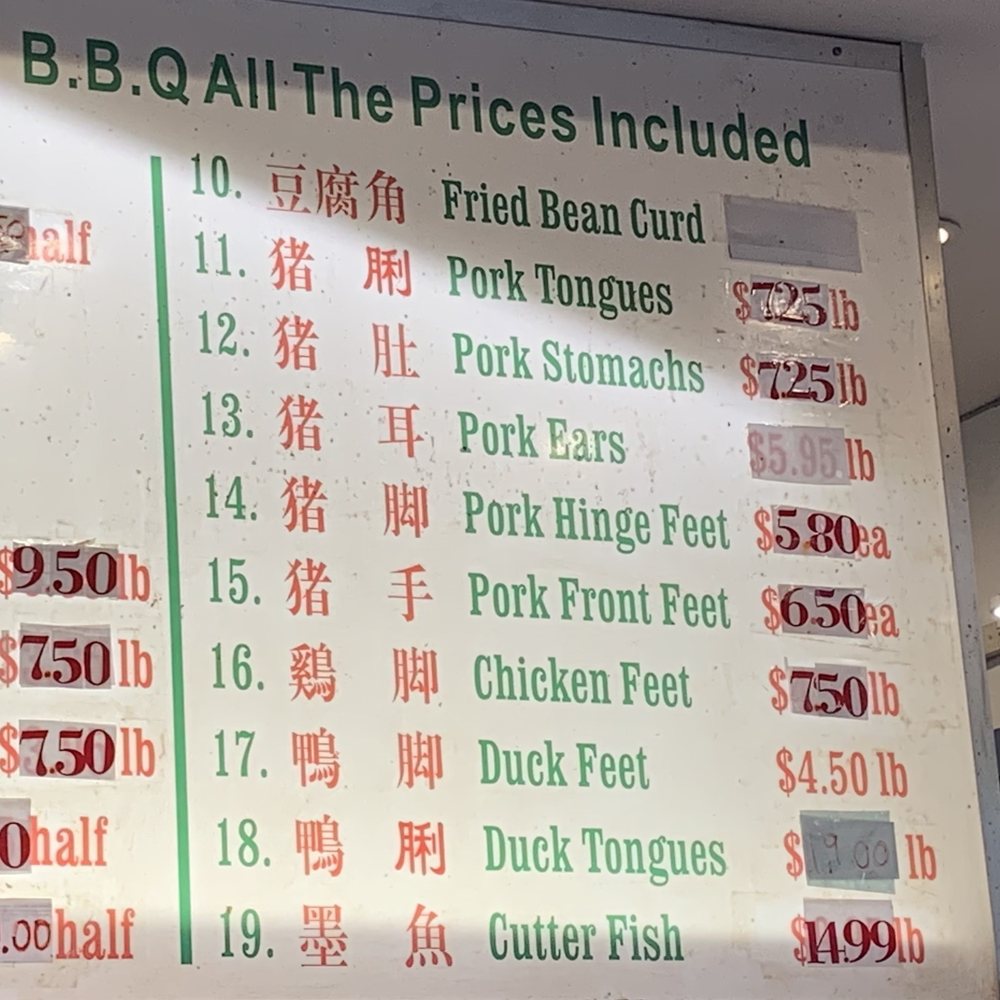 B.B.Q All The Prices Included
half
$9.50 lb
$7.50 lb
$7.50 lb
0 half
.00 half
10. 豆腐角 Fried Bean Curd
11. 猪脷 Pork Tongues $7.25 lb
12. 猪肚 Pork Stomachs $7.25 lb
13. 猪耳 Pork Ears $5.95 lb
14. 猪脚 Pork Hinge Feet $5.80 ea
15. 猪手 Pork Front Feet $6.50 ea
16. 鷄脚 Chicken Feet $7.50 lb
17. 鴨脚 Duck Feet $4.50 lb
18. 鴨脷 Duck Tongues $19.00 lb
19. 墨魚 Cutter Fish $14.99 lb